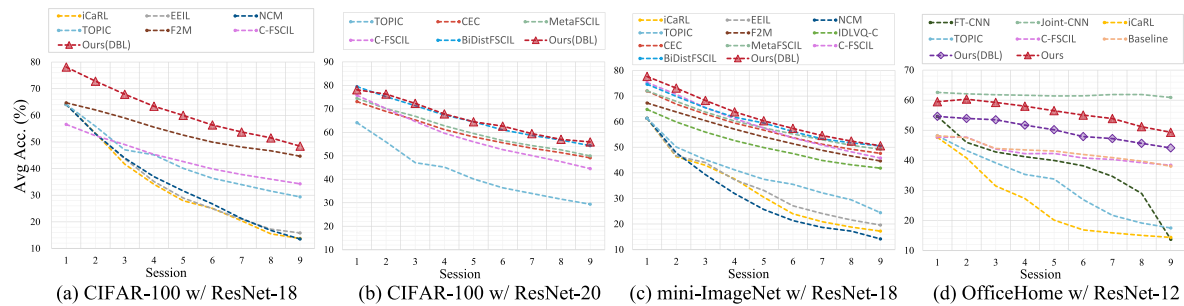 iCaRL EEIL NCM
TOPIC F2M C-FSCIL
Ours(DBL)
Avg Acc. (%)
80
70
60
50
40
30
20
10
1 2 3 4 5 6 7 8 9
Session
(a) CIFAR-100 w/ ResNet-18
TOPIC CEC MetaFSCIL
C-FSCIL BiDistFSCIL Ours(DBL)
90
80
70
60
50
40
30
20
10
1 2 3 4 5 6 7 8 9
Session
(b) CIFAR-100 w/ ResNet-20
iCaRL EEIL NCM
TOPIC F2M IDLVQ-C
CEC MetaFSCIL C-FSCIL
BiDistFSCIL Ours(DBL)
80
70
60
50
40
30
20
10
1 2 3 4 5 6 7 8 9
Session
(c) mini-ImageNet w/ ResNet-18
FT-CNN Joint-CNN iCaRL
TOPIC C-FSCIL Baseline
Ours(DBL) Ours
70
60
50
40
30
20
10
1 2 3 4 5 6 7 8 9
Session
(d) OfficeHome w/ ResNet-12